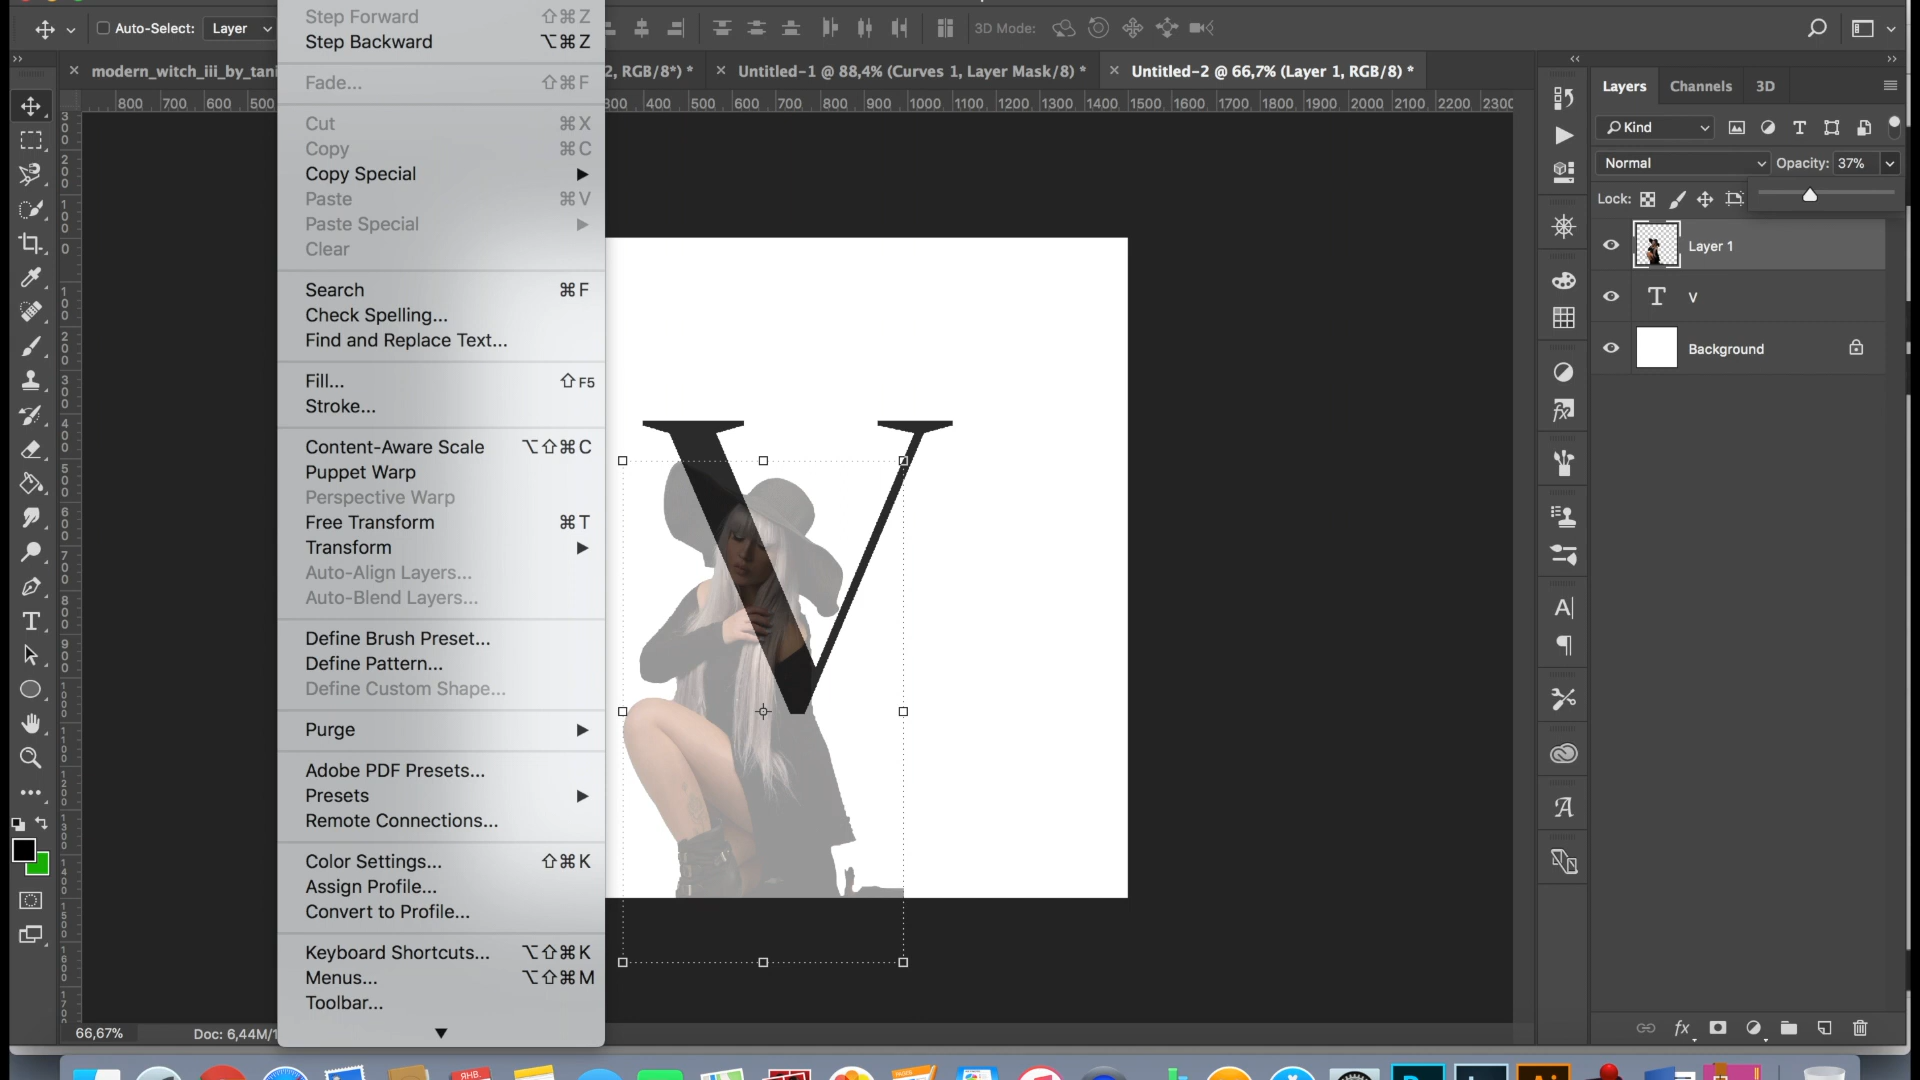 Step Forward ⇧⌘Z
Step Backward ⌥⌘Z
Fade... ⇧⌘F
Cut ⌘X
Copy ⌘C
Copy Special ▶
Paste ⌘V
Paste Special ▶
Clear
Search ⌘F
Check Spelling...
Find and Replace Text...
Fill... ⇧F5
Stroke...
Content-Aware Scale ⌥⇧⌘C
Puppet Warp
Perspective Warp
Free Transform ⌘T
Transform ▶
Auto-Align Layers...
Auto-Blend Layers...
Define Brush Preset...
Define Pattern...
Define Custom Shape...
Purge ▶
Adobe PDF Presets...
Presets ▶
Remote Connections...
Color Settings... ⇧⌘K
Assign Profile...
Convert to Profile...
Keyboard Shortcuts... ⌥⇧⌘K
Menus... ⌥⇧⌘M
Toolbar...
Auto-Select: Layer
3D Mode:
modern_witch_iii_by_tani
2, RGB/8*) *
Untitled-1 @ 88,4% (Curves 1, Layer Mask/8) *
Untitled-2 @ 66,7% (Layer 1, RGB/8) *
800 700 600 500
300 400 500 600 700 800 900 1000 1100 1200 1300 1400 1500 1600 1700 1800 1900 2000 2100 2200 2300
V
Layers Channels 3D
Kind
Normal Opacity: 37%
Lock:
Layer 1
T V
Background
fx
66,67% Doc: 6,44M/1
ЯНВ.
PAGES